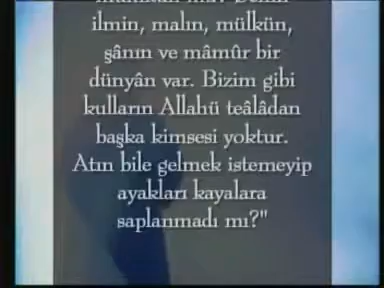 ilmin, malın, mülkün,
şânın ve mâmûr bir
dünyân var. Bizim gibi
kulların Allahü teâlâdan
başka kimsesi yoktur.
Atın bile gelmek istemeyip
ayakları kayalara
saplanmadı mı?"